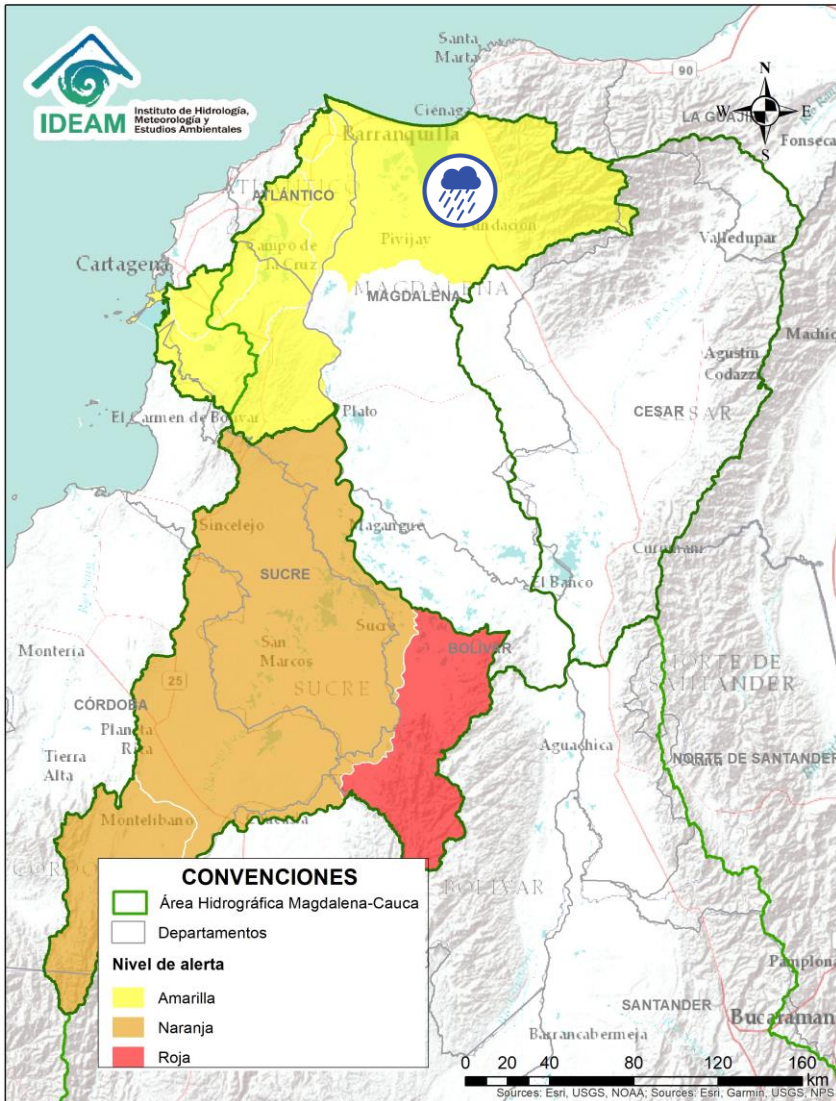 IDEAM
Instituto de Hidrología,
Meteorología y
Estudios Ambientales
Santa
Marta
90
N
W
E
S
LA GUAJI
Ciénaga
Barranquilla
Fonseca
ATLÁNTICO
Fundación
Pivijay
Valledupar
Campo de
la Cruz
Cartagena
MAGDALENA
MAGDALENA
Agustín
Codazzi
CESAR
CESAR
El Carmen de Bolívar
Plato
Sincelejo
Magangué
SUCRE
Curumaní
El Banco
Sucre
San
Marcos
BOLÍVAR
Montería
25
SUCRE
NORTE DE
SANTANDER
CÓRDOBA
Planeta
Rica
Aguachica
Tierra
Alta
NORTE DE SANTANDER
Montelíbano
BOLÍVAR
CONVENCIONES
Área Hidrográfica Magdalena-Cauca
Departamentos
Nivel de alerta
Amarilla
Naranja
Roja
Pamplona
SANTANDER
Bucaraman
Barrancabermeja
0 20 40 80 120 160
km
Sources: Esri, USGS, NOAA; Sources: Esri, Garmin, USGS, NPS